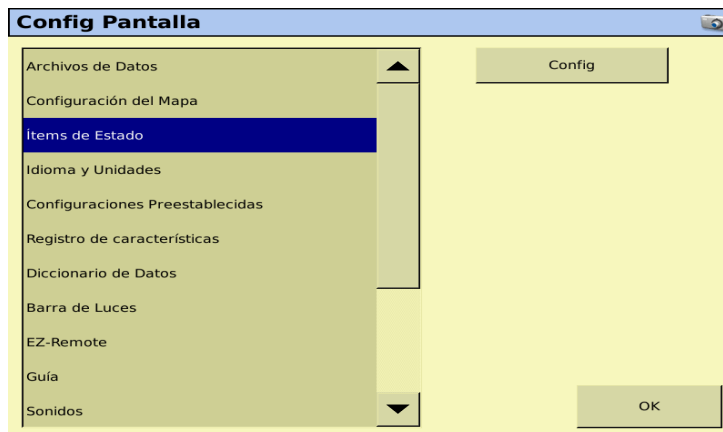 Config Pantalla
Archivos de Datos
Configuración del Mapa
Ítems de Estado
Idioma y Unidades
Configuraciones Preestablecidas
Registro de características
Diccionario de Datos
Barra de Luces
EZ-Remote
Guía
Sonidos
Config
OK